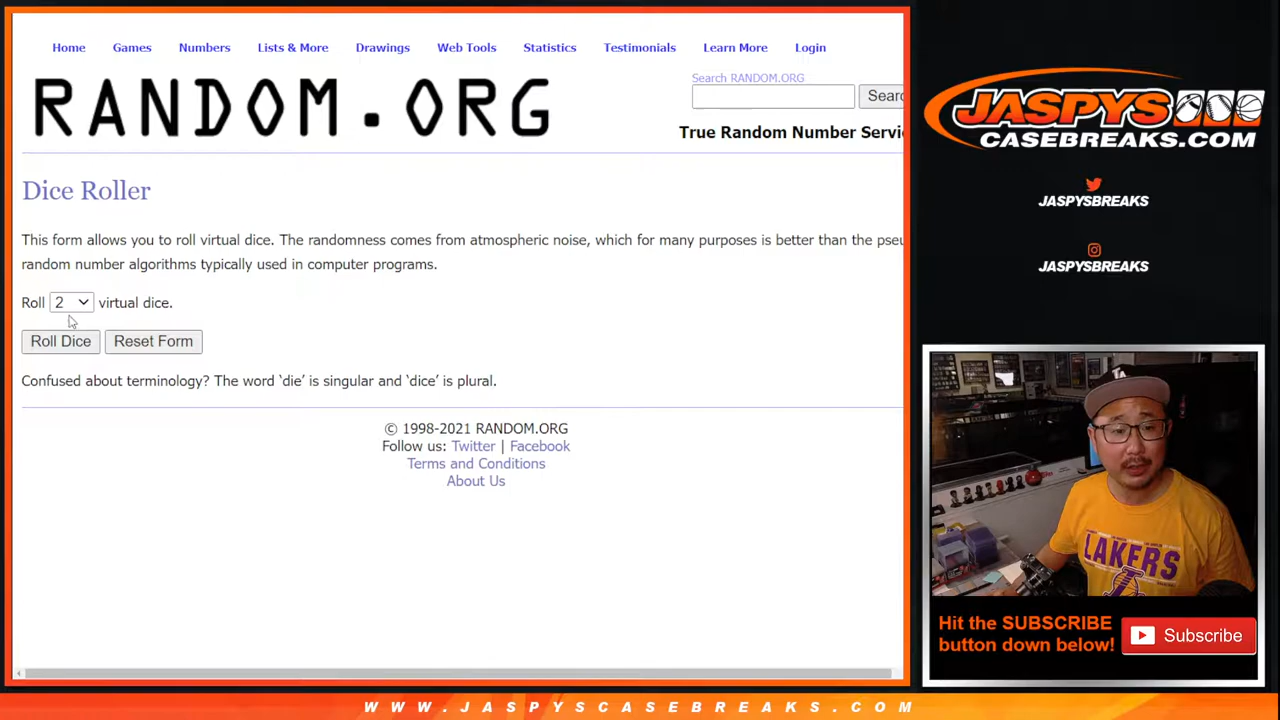 Home Games Numbers Lists & More Drawings Web Tools Statistics Testimonials Learn More Login
RANDOM.ORG
Search RANDOM.ORG
Searc
True Random Number Servi
Dice Roller
This form allows you to roll virtual dice. The randomness comes from atmospheric noise, which for many purposes is better than the pseu
random number algorithms typically used in computer programs.
Roll 2 virtual dice.
Roll Dice Reset Form
Confused about terminology? The word ‘die’ is singular and ‘dice’ is plural.
© 1998-2021 RANDOM.ORG
Follow us: Twitter | Facebook
Terms and Conditions
About Us
JASPYS
CASEBREAKS.COM
JASPYSBREAKS
JASPYSBREAKS
LAKERS
Hit the SUBSCRIBE
button down below!
Subscribe
WWW.JASPYSCASEBREAKS.COM